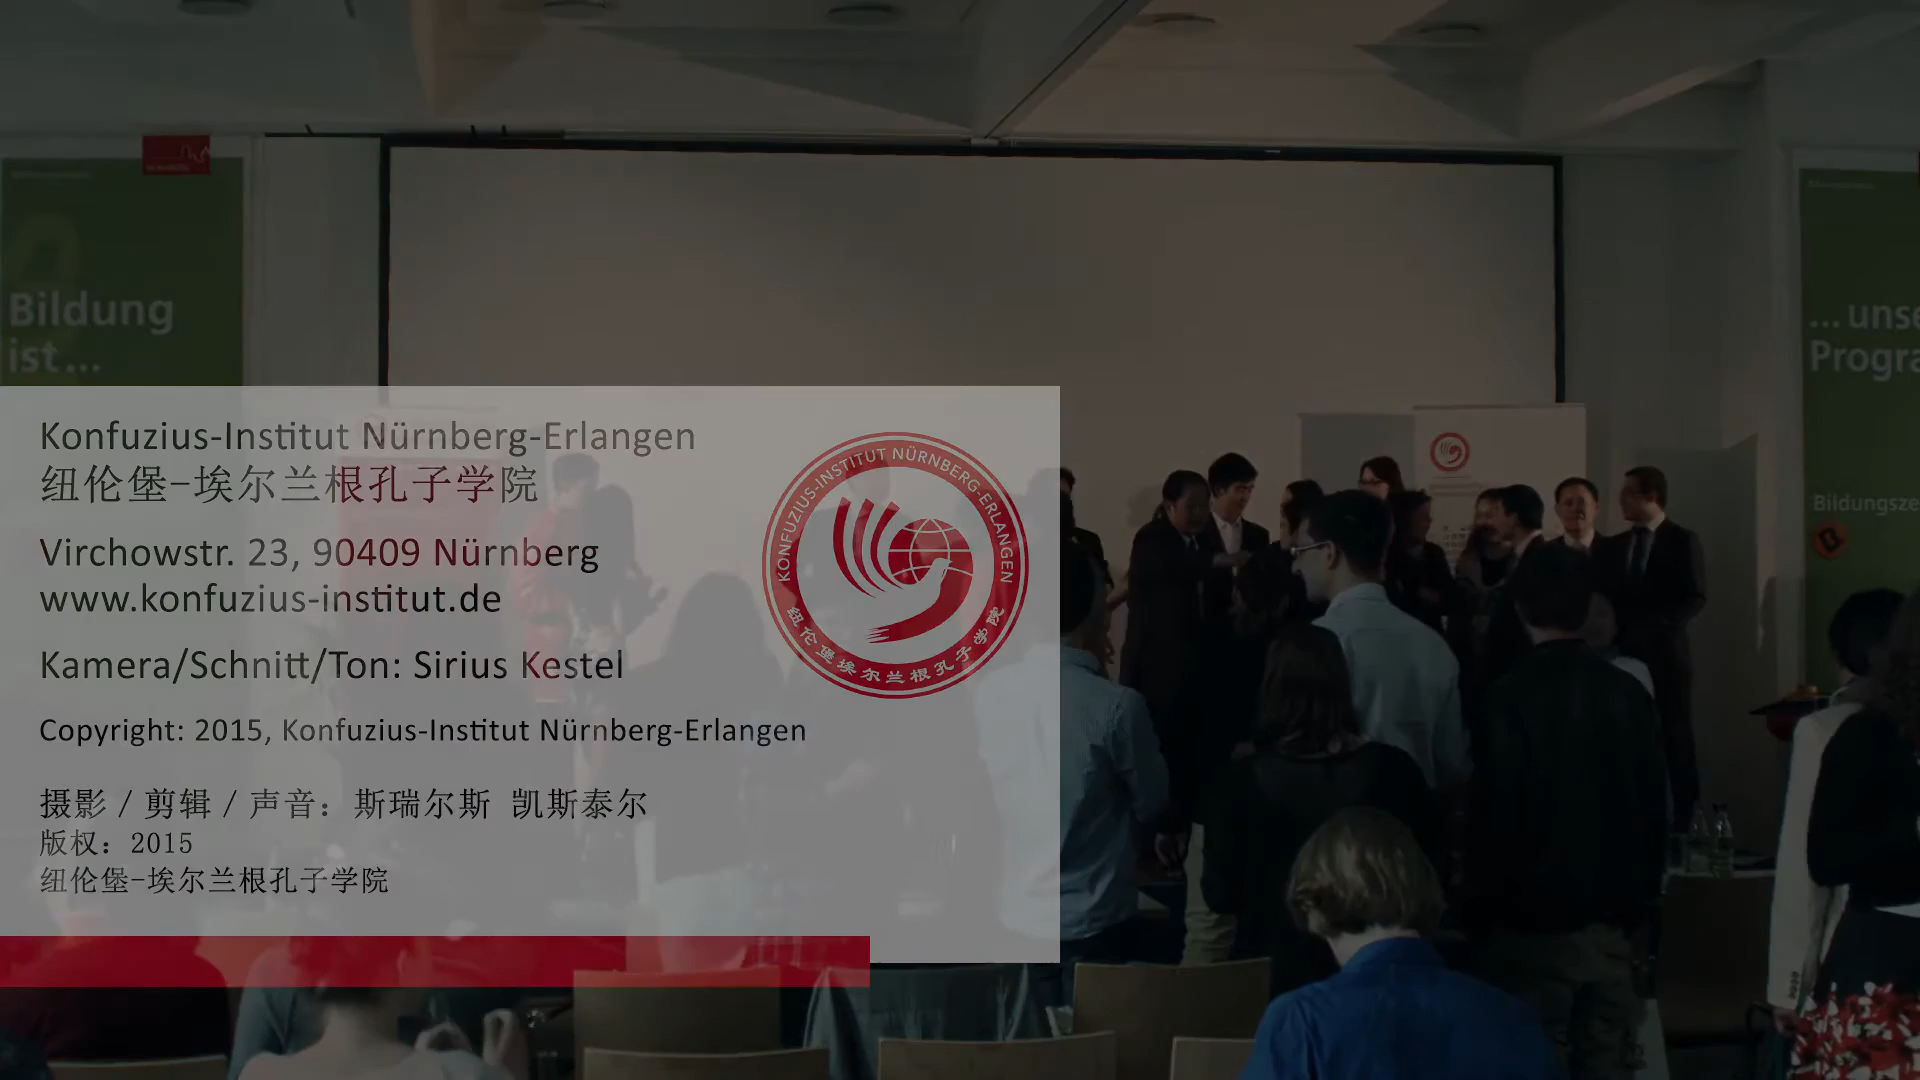 Bildung
ist...
...unse
Progra
Bildungsze
Konfuzius-Institut Nürnberg-Erlangen
纽伦堡-埃尔兰根孔子学院
Virchowstr. 23, 90409 Nürnberg
www.konfuzius-institut.de
Kamera/Schnitt/Ton: Sirius Kestel
Copyright: 2015, Konfuzius-Institut Nürnberg-Erlangen
摄影 / 剪辑 / 声音：斯瑞尔斯 凯斯泰尔
版权：2015
纽伦堡-埃尔兰根孔子学院
KONFUZIUS-INSTITUT NÜRNBERG-ERLANGEN
纽伦堡埃尔兰根孔子学院